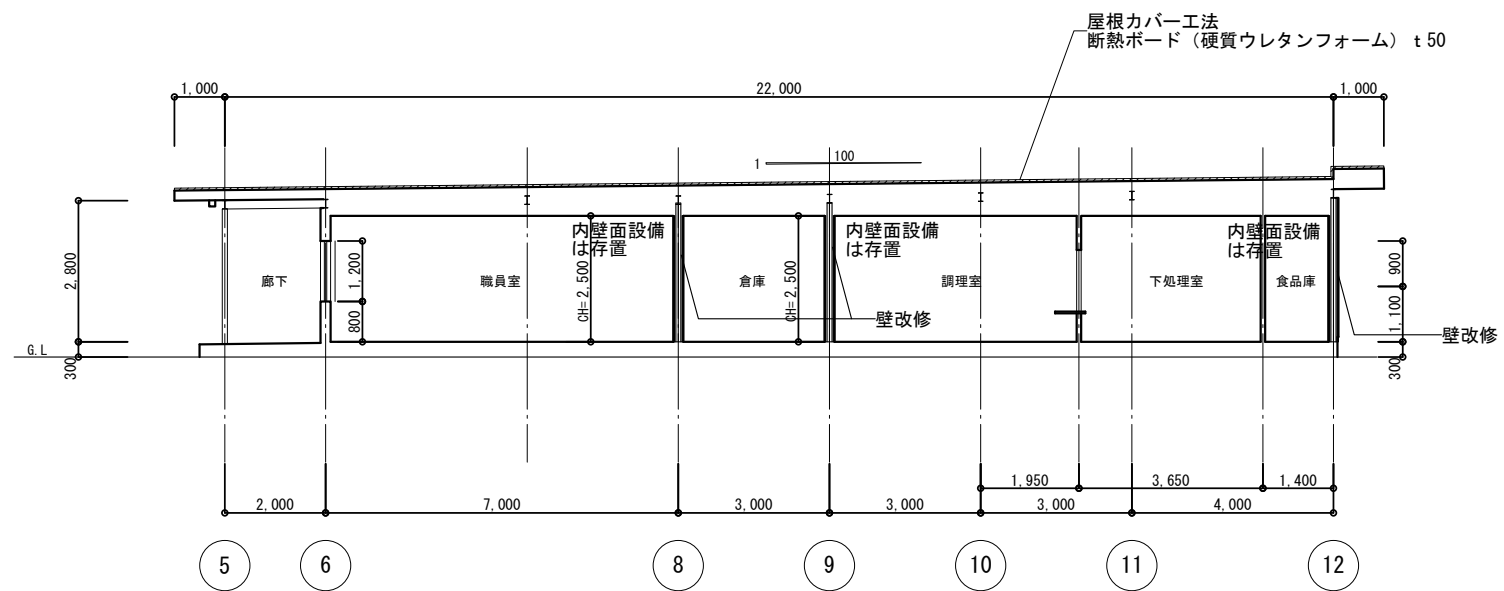 屋根カバー工法
断熱ボード（硬質ウレタンフォーム） t 50
1,000
22,000
1,000
1
100
内壁面設備
は存置
内壁面設備
は存置
内壁面設備
は存置
2,800
廊下
1,200
800
職員室
CH=2,500
倉庫
CH=2,500
調理室
下処理室
食品庫
900
1,100
壁改修
壁改修
G.L
300
300
1,950
3,650
1,400
2,000
7,000
3,000
3,000
3,000
4,000
5
6
8
9
10
11
12